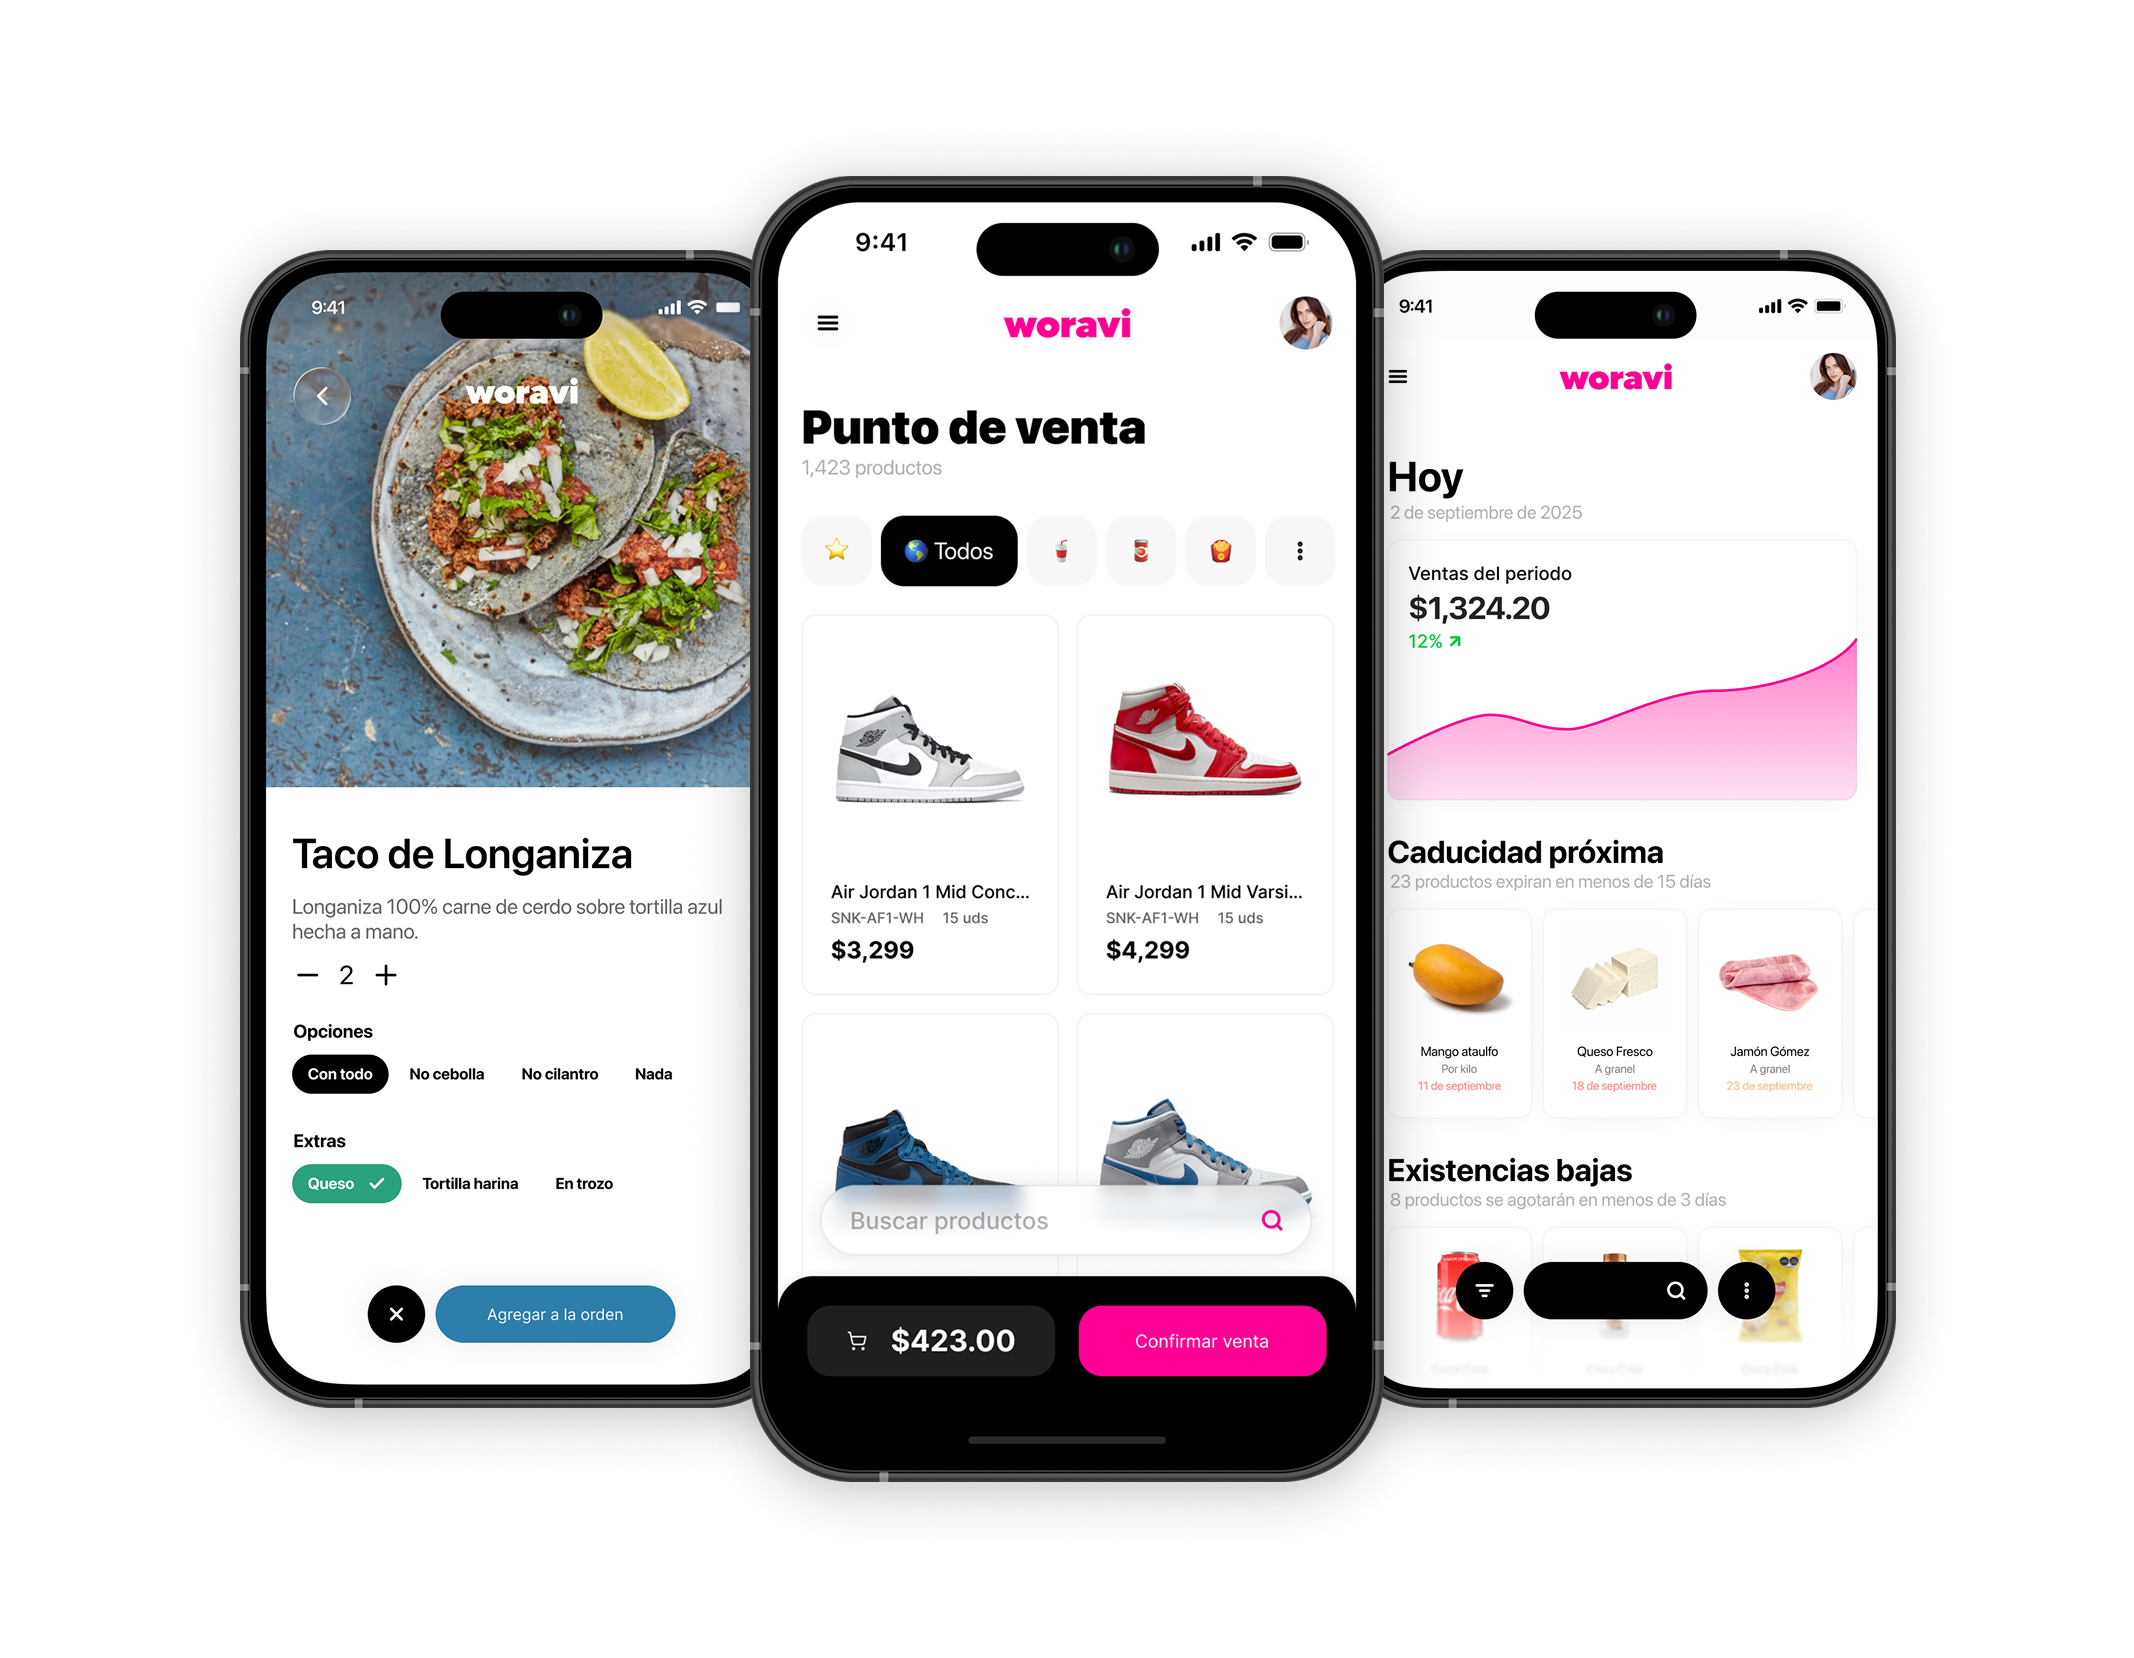 9:41
woravi
Taco de Longaniza
Longaniza 100% carne de cerdo sobre tortilla azul
hecha a mano.
2
Opciones
Con todo No cebolla No cilantro Nada
Extras
Queso Tortilla harina En trozo
Agregar a la orden
9:41
woravi
Punto de venta
1,423 productos
Todos
Air Jordan 1 Mid Conc...
SNK-AF1-WH 15 uds
$3,299
Air Jordan 1 Mid Varsi...
SNK-AF1-WH 15 uds
$4,299
Buscar productos
$423.00
Confirmar venta
9:41
woravi
Hoy
2 de septiembre de 2025
Ventas del periodo
$1,324.20
12%
Caducidad próxima
23 productos expiran en menos de 15 días
Mango ataulfo
Por kilo
11 de septiembre
Queso Fresco
A granel
18 de septiembre
Jamón Gómez
A granel
23 de septiembre
Existencias bajas
8 productos se agotarán en menos de 3 días
Coca Cola
Coca Cola
Coca Cola